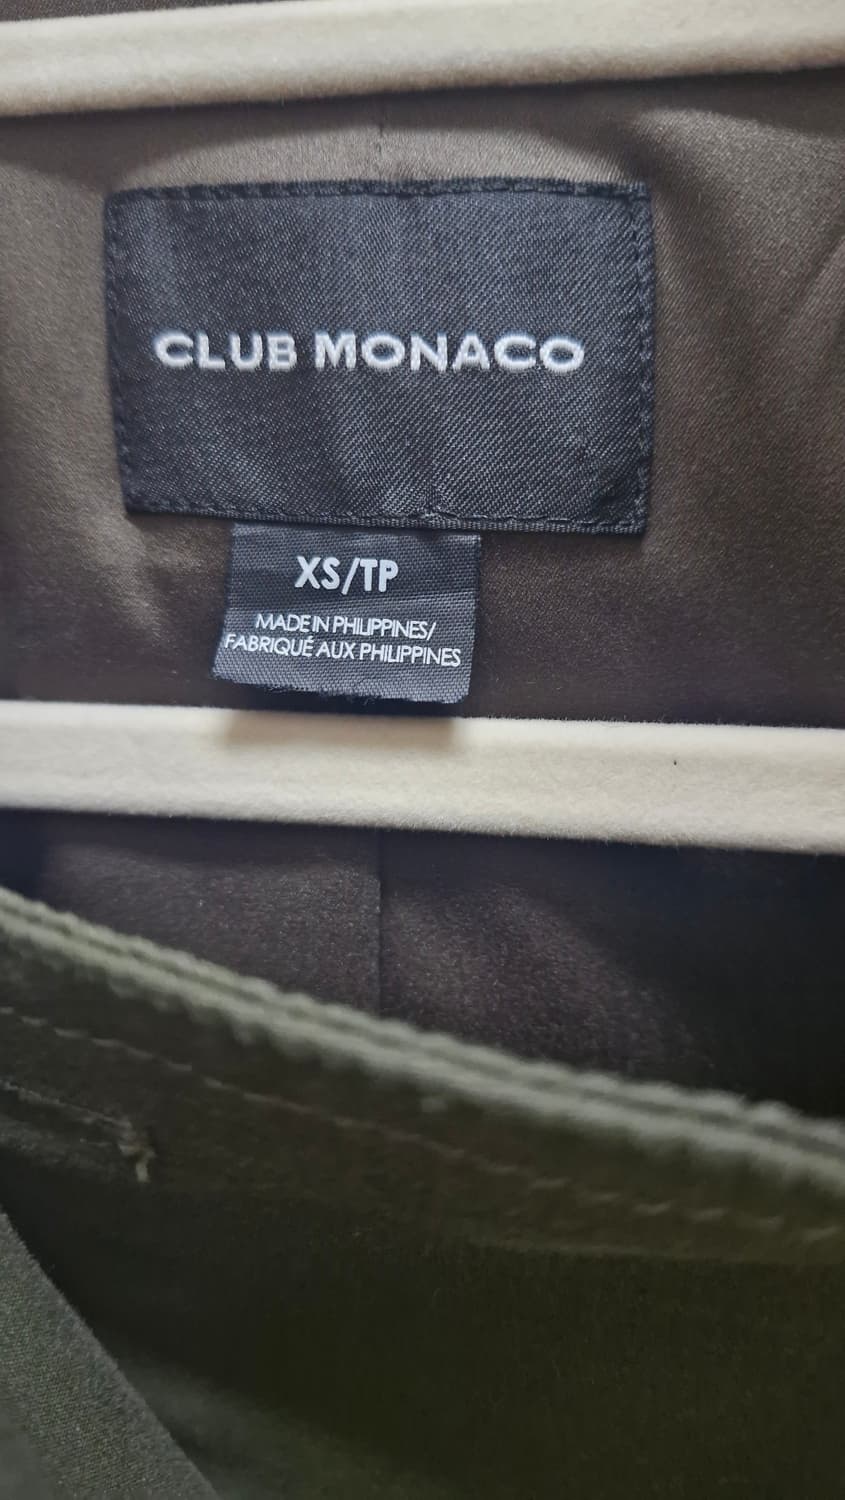 CLUB MONACO
XS/TP
MADE IN PHILIPPINES/
FABRIQUÉ AUX PHILIPPINES